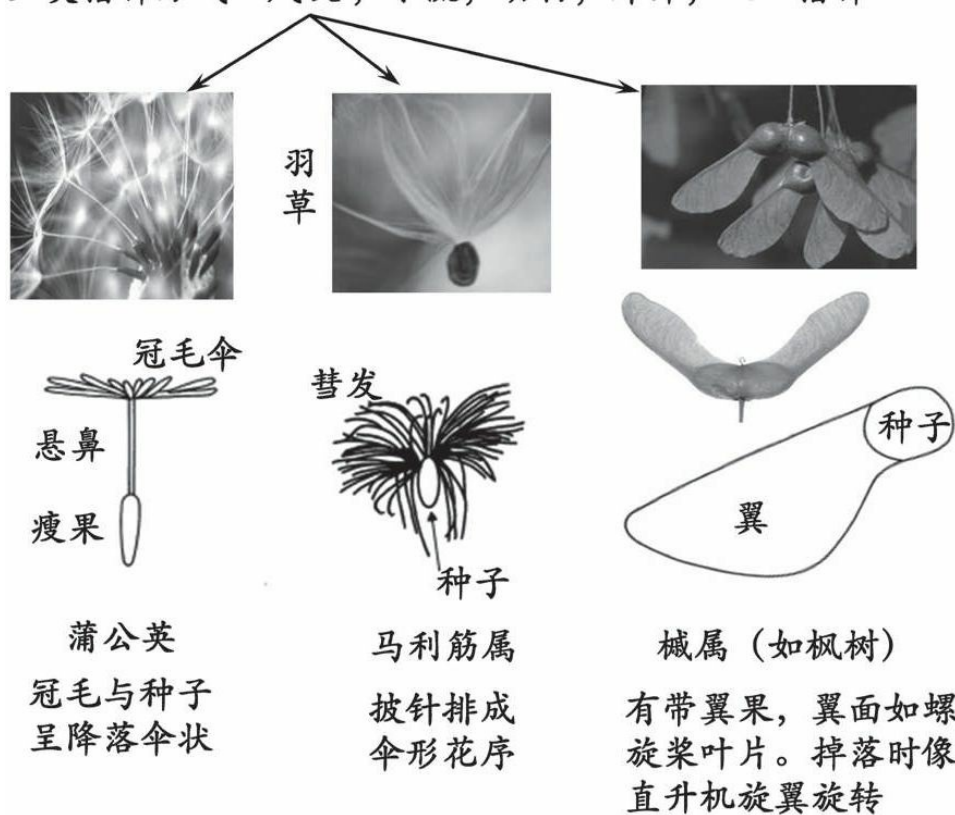 羽
草
冠毛伞
悬鼻
瘦果
彗发
种子
种子
翼
蒲公英
冠毛与种子
呈降落伞状
马利筋属
披针排成
伞形花序
槭属（如枫树）
有带翼果，翼面如螺
旋桨叶片。掉落时像
直升机旋翼旋转